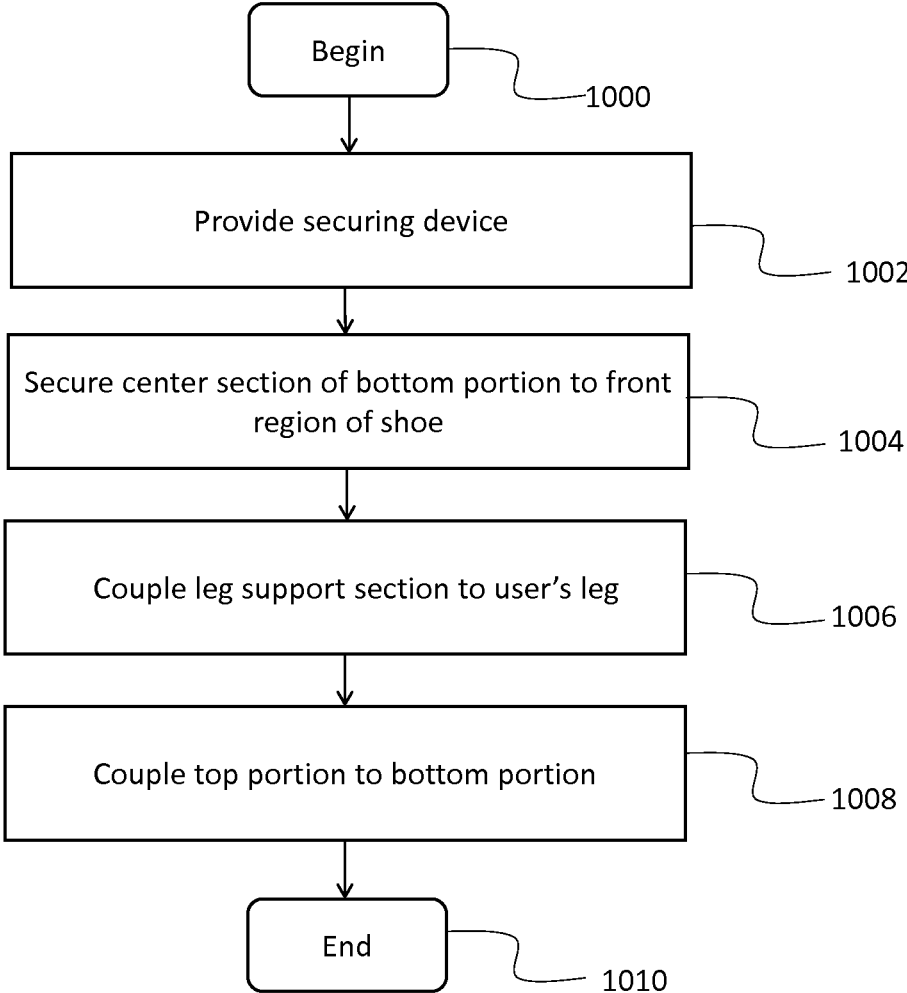 Begin
1000
Provide securing device
1002
Secure center section of bottom portion to front
region of shoe
1004
Couple leg support section to user’s leg
1006
Couple top portion to bottom portion
1008
End
1010